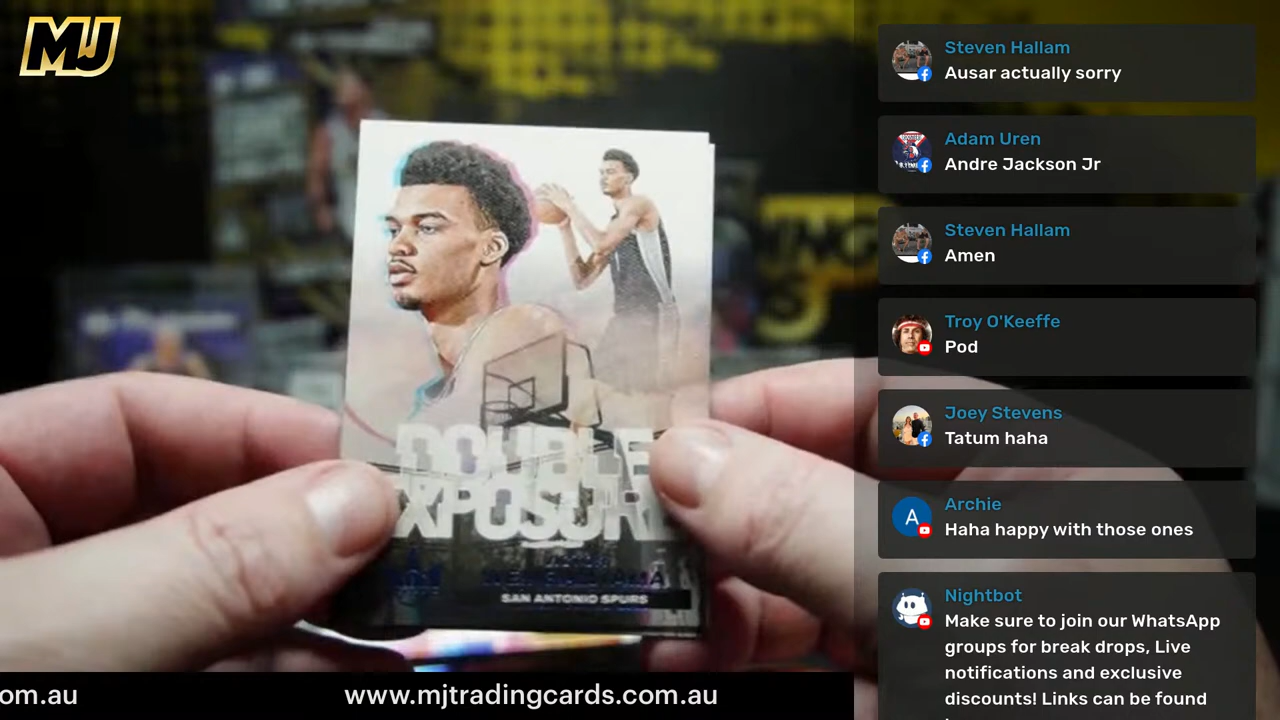 MJ
DOUBLE
EXPOSURE
SAN ANTONIO SPURS
om.au
www.mjtradingcards.com.au
Steven Hallam
Ausar actually sorry
Adam Uren
Andre Jackson Jr
Steven Hallam
Amen
Troy O'Keeffe
Pod
Joey Stevens
Tatum haha
A
Archie
Haha happy with those ones
Nightbot
Make sure to join our WhatsApp
groups for break drops, Live
notifications and exclusive
discounts! Links can be found